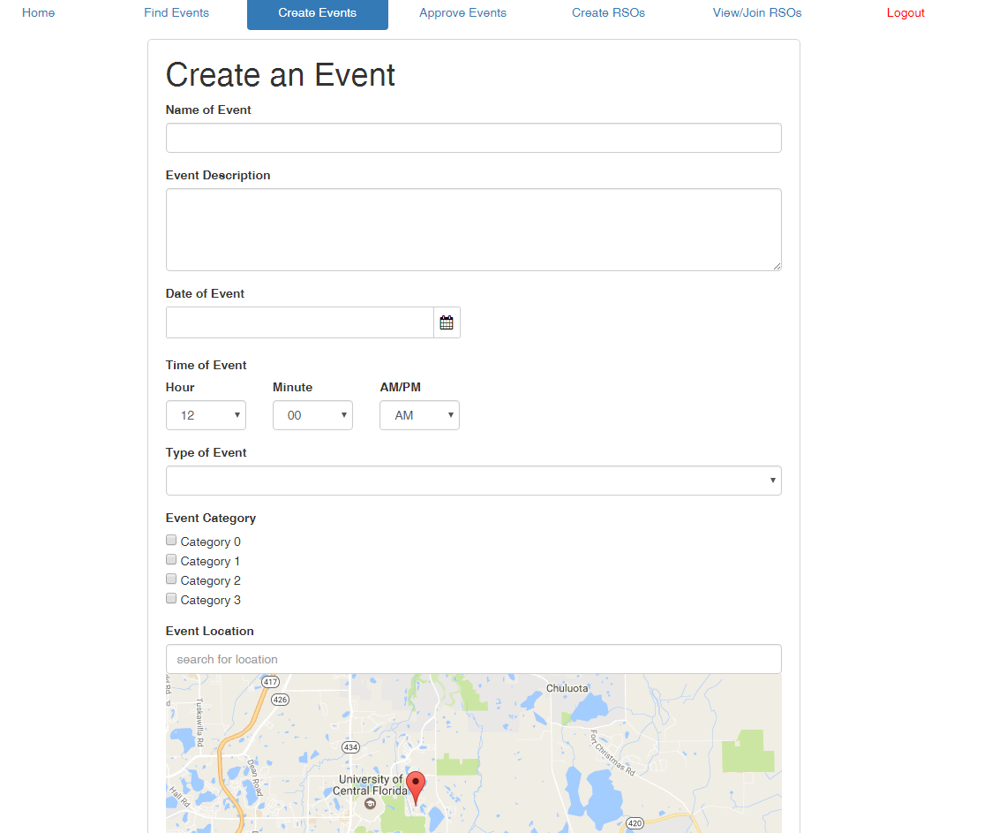 Home Find Events Create Events Approve Events Create RSOs View/Join RSOs Logout
Create an Event
Name of Event
Event Description
Date of Event
Time of Event
Hour Minute AM/PM
12 00 AM
Type of Event
Event Category
Category 0
Category 1
Category 2
Category 3
Event Location
search for location
417
Chuluota
426
Tuskawilla Rd
434
Fort Christmas Rd
Dean Road
University of
Central Florida
Hall Rd
420